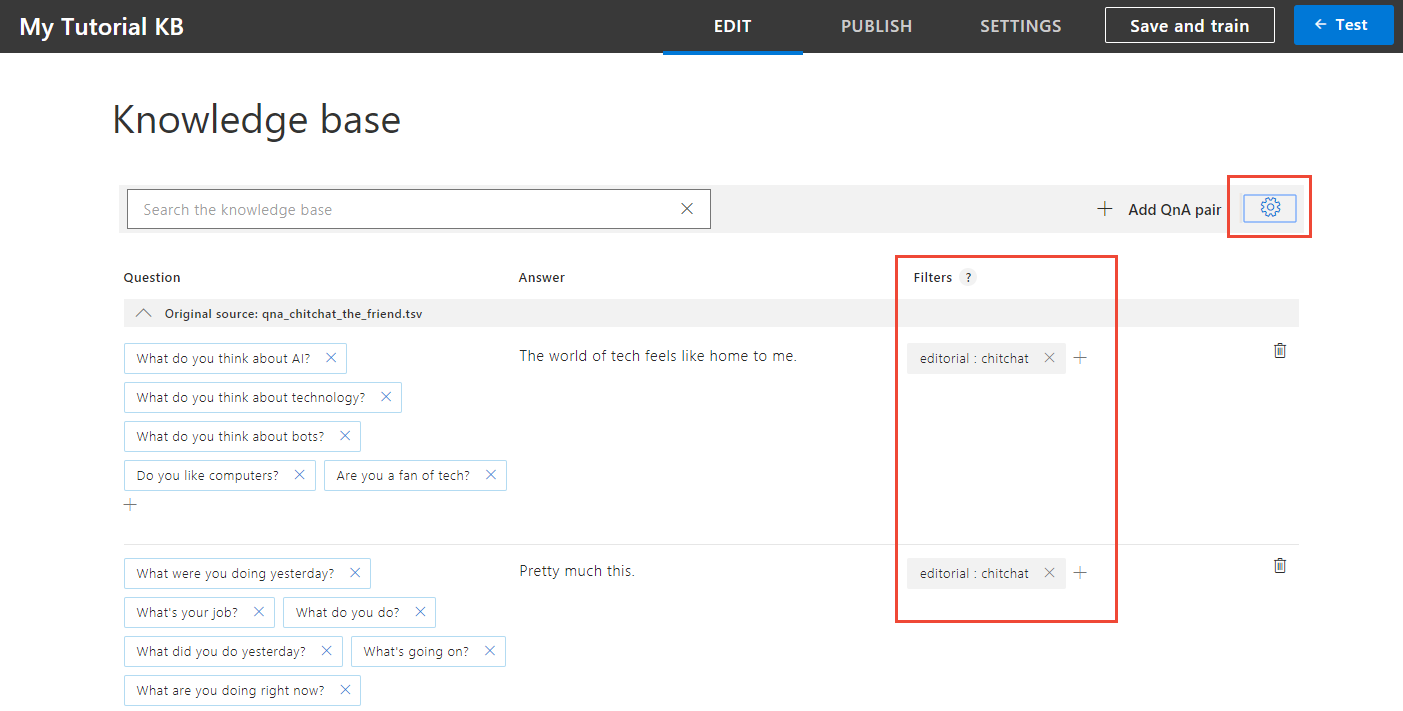 My Tutorial KB EDIT PUBLISH SETTINGS Save and train ← Test
Knowledge base
Search the knowledge base + Add QnA pair
Question Answer Filters ?
Original source: qna_chitchat_the_friend.tsv
What do you think about AI? The world of tech feels like home to me. editorial : chitchat
What do you think about technology?
What do you think about bots?
Do you like computers? Are you a fan of tech?
What were you doing yesterday? Pretty much this. editorial : chitchat
What's your job? What do you do?
What did you do yesterday? What's going on?
What are you doing right now?